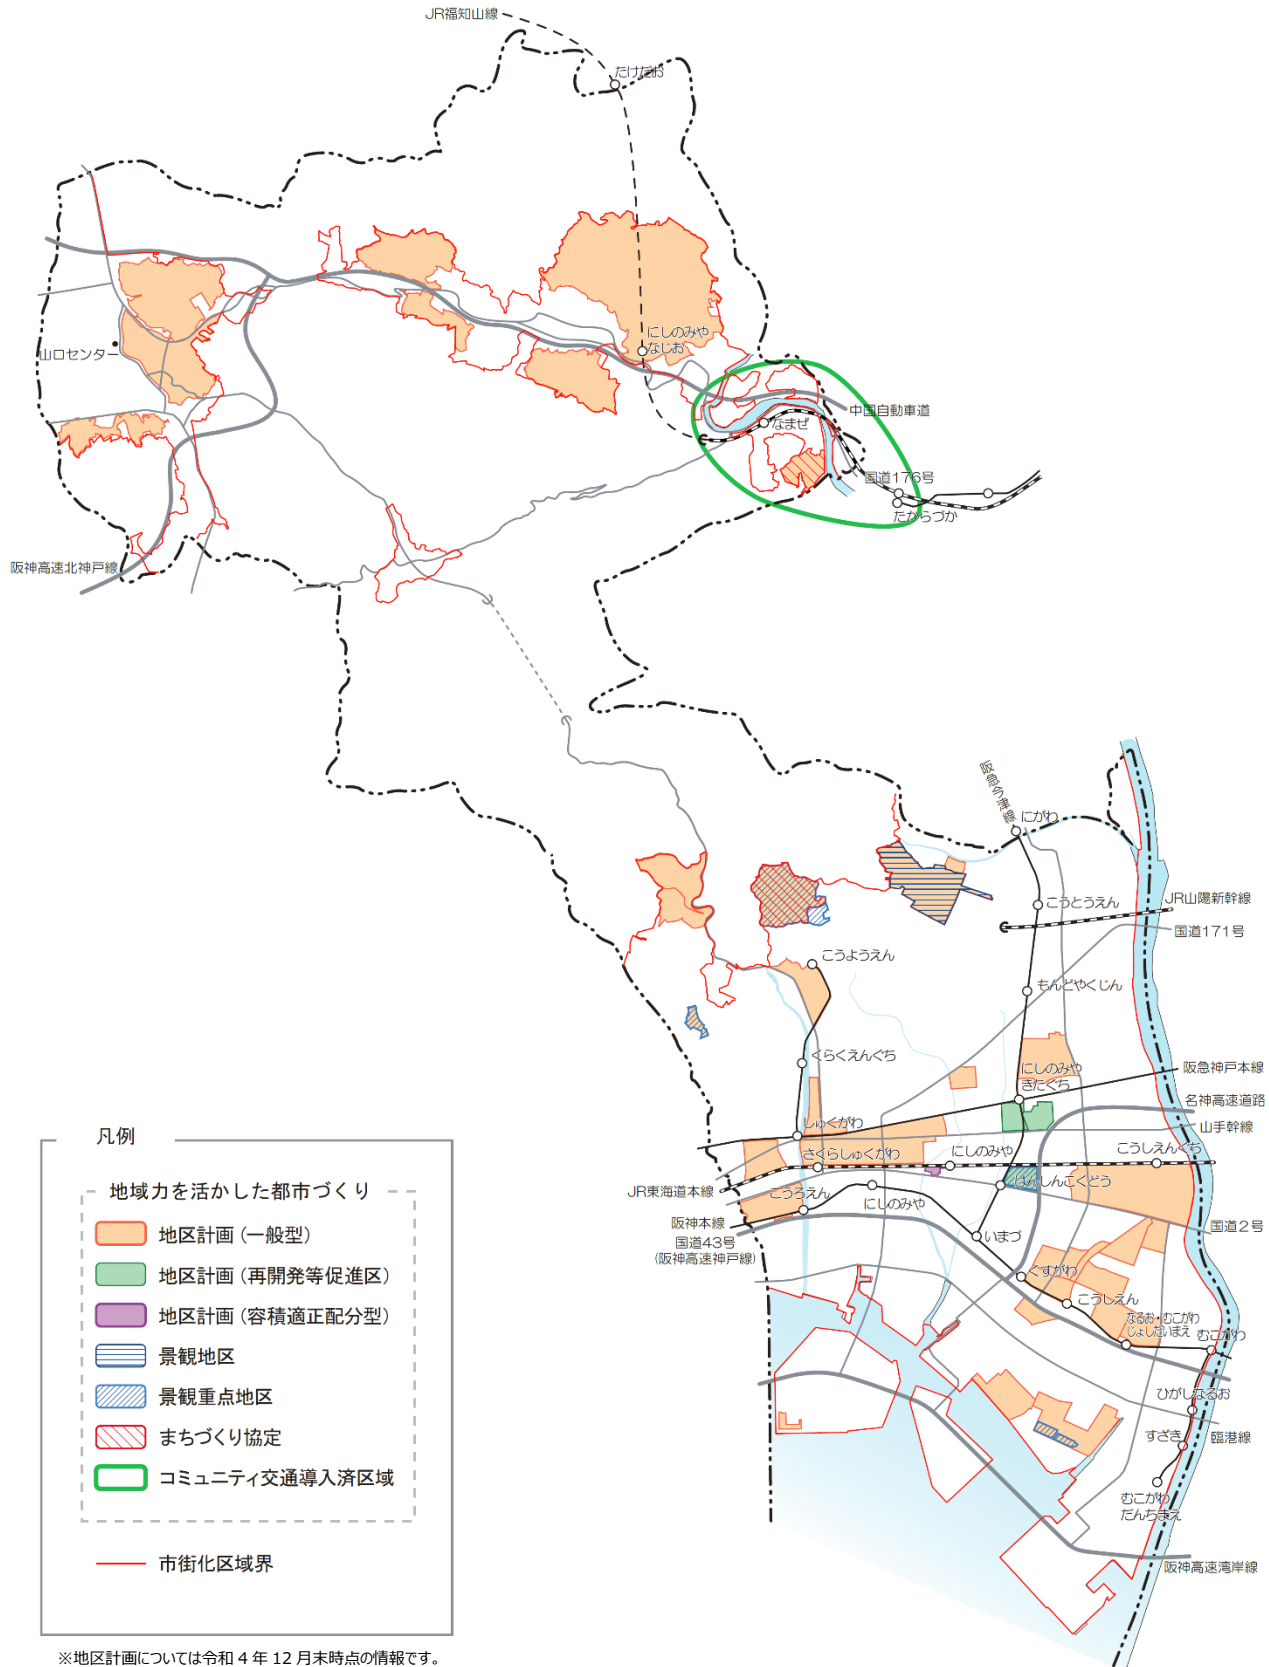 JR福知山線
たけだお
山口センター
にしのみや
なじお
中国自動車道
なまぜ
国道176号
たからづか
阪神高速北神戸線
阪急今津線
にがわ
こうとうえん
JR山陽新幹線
国道171号
こうようえん
もんどやくじん
くらくえんぐち
にしのみや
きたぐち
阪急神戸本線
名神高速道路
山手幹線
しゅくがわ
さくらしゅくがわ
にしのみや
こうしえんぐち
JR東海道本線
こうろえん
にしのみや
はんしんこくどう
阪神本線
国道43号
(阪神高速神戸線)
いまづ
国道2号
くすがわ
こうしえん
なるお・むこがわ
じょしだいまえ
むこがわ
ひがしなるお
臨港線
すざき
むこがわ
だんちまえ
阪神高速湾岸線
凡例
地域力を活かした都市づくり
地区計画（一般型）
地区計画（再開発等促進区）
地区計画（容積適正配分型）
景観地区
景観重点地区
まちづくり協定
コミュニティ交通導入済区域
市街化区域界
※地区計画については令和 4 年 12 月末時点の情報です。